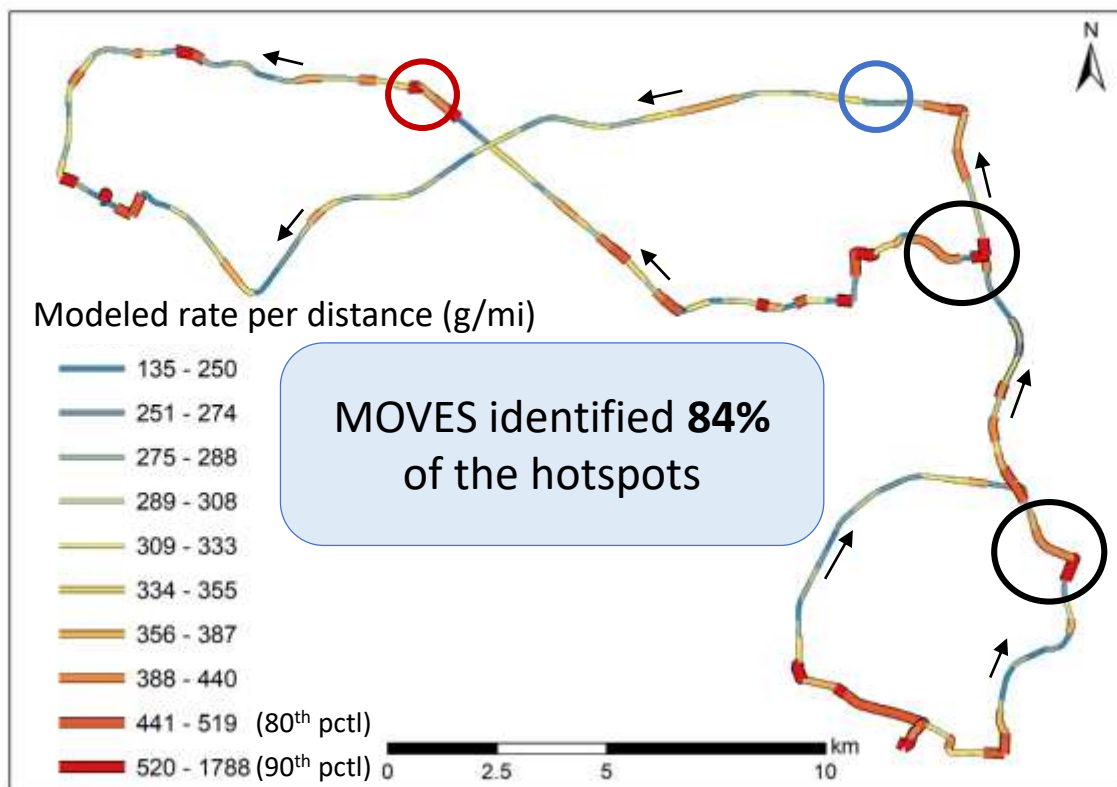 N
Modeled rate per distance (g/mi)
135 - 250
251 - 274
275 - 288
289 - 308
309 - 333
334 - 355
356 - 387
388 - 440
441 - 519 (80th pctl)
520 - 1788 (90th pctl)
MOVES identified 84%
of the hotspots
km
0 2.5 5 10